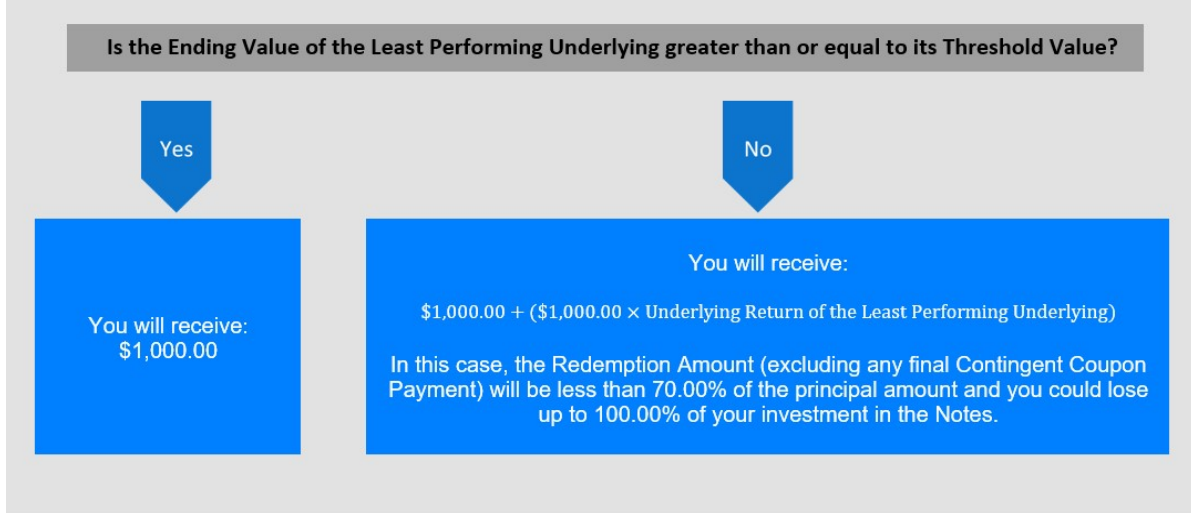 Is the Ending Value of the Least Performing Underlying greater than or equal to its Threshold Value?
Yes
No
You will receive:
$1,000.00
You will receive:
$1,000.00 + ($1,000.00 × Underlying Return of the Least Performing Underlying)
In this case, the Redemption Amount (excluding any final Contingent Coupon
Payment) will be less than 70.00% of the principal amount and you could lose
up to 100.00% of your investment in the Notes.